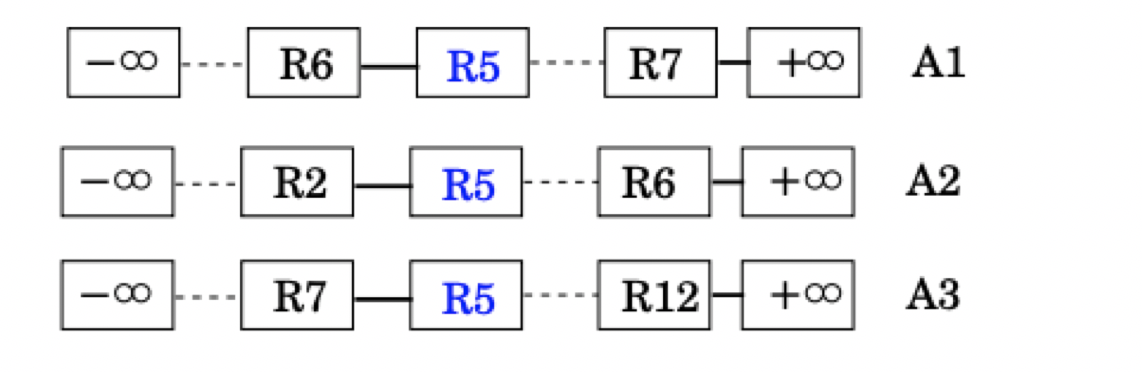 −∞ R6 R5 R7 +∞ A1
−∞ R2 R5 R6 +∞ A2
−∞ R7 R5 R12 +∞ A3